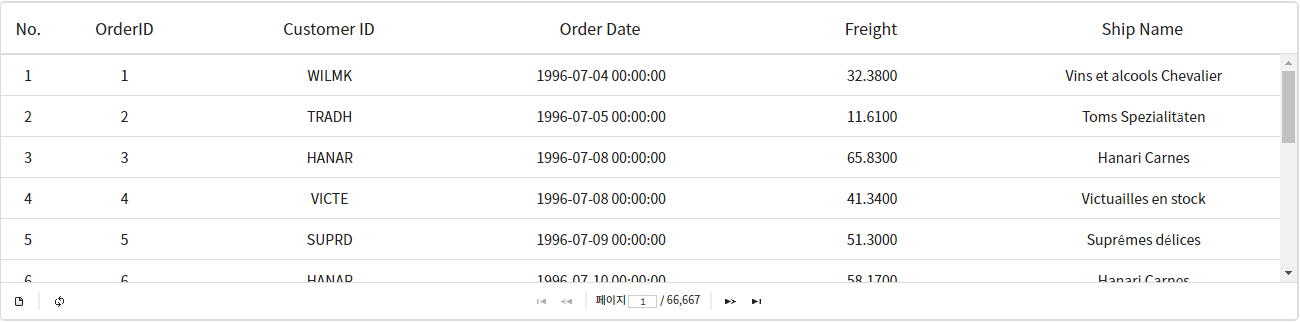 No. OrderID Customer ID Order Date Freight Ship Name
1 1 WILMK 1996-07-04 00:00:00 32.3800 Vins et alcools Chevalier
2 2 TRADH 1996-07-05 00:00:00 11.6100 Toms Spezialitäten
3 3 HANAR 1996-07-08 00:00:00 65.8300 Hanari Carnes
4 4 VICTE 1996-07-08 00:00:00 41.3400 Victuailles en stock
5 5 SUPRD 1996-07-09 00:00:00 51.3000 Suprêmes délices
6 6 HANAR 1996-07-10 00:00:00 58.1700 Hanari Carnes
페이지 1 / 66,667